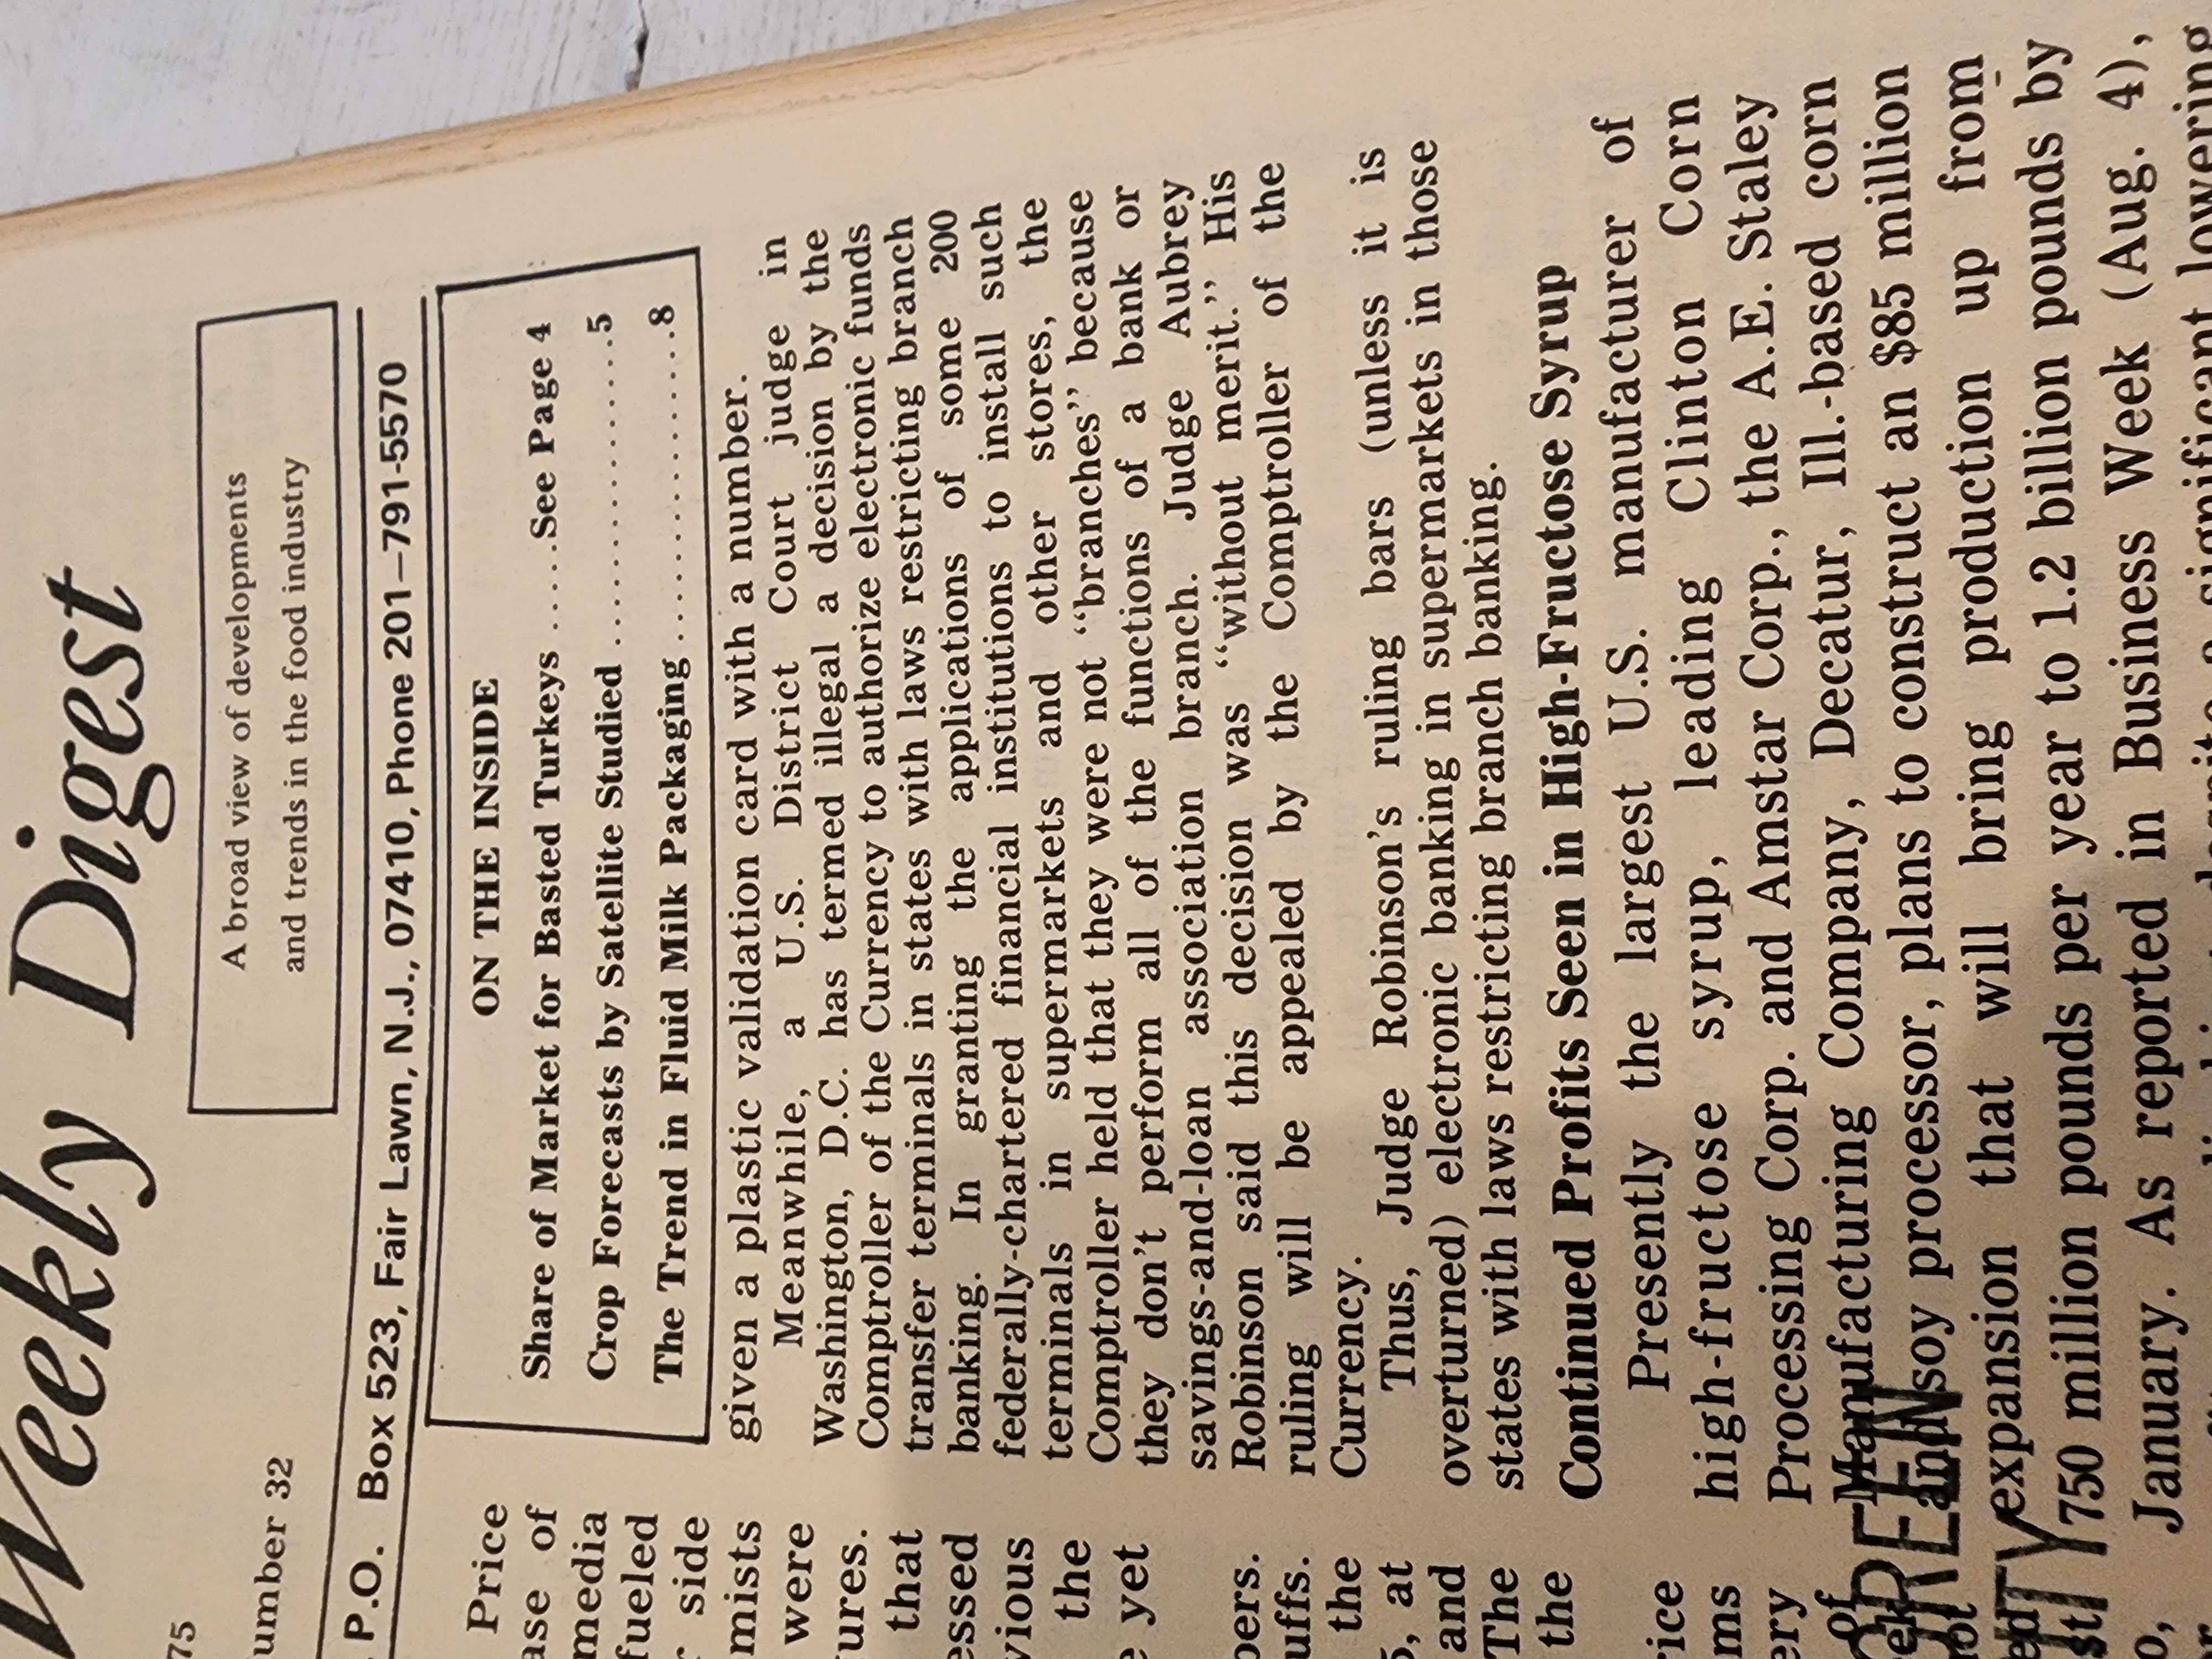 Weekly Digest
75
umber 32
A broad view of developments
and trends in the food industry
P.O. Box 523, Fair Lawn, N.J., 07410, Phone 201–791-5570
Price
ase of
media
fueled
side
mists
were
ures.
that
essed
vious
the
yet
pers.
uffs.
the
5, at
and
The
the
rice
ms
ery
of
ON THE INSIDE
Share of Market for Basted Turkeys .....See Page 4
Crop Forecasts by Satellite Studied ....................5
The Trend in Fluid Milk Packaging ....................8
given a plastic validation card with a number.
Meanwhile, a U.S. District Court judge in
Washington, D.C. has termed illegal a decision by the
Comptroller of the Currency to authorize electronic funds
transfer terminals in states with laws restricting branch
banking. In granting the applications of some 200
federally-chartered financial institutions to install such
terminals in supermarkets and other stores, the
Comptroller held that they were not “branches” because
they don’t perform all of the functions of a bank or
savings-and-loan association branch. Judge Aubrey
Robinson said this decision was “without merit.” His
ruling will be appealed by the Comptroller of the
Currency.
Thus, Judge Robinson’s ruling bars (unless it is
overturned) electronic banking in supermarkets in those
states with laws restricting branch banking.
Continued Profits Seen in High-Fructose Syrup
Presently the largest U.S. manufacturer of
high-fructose syrup, leading Clinton Corn
Processing Corp. and Amstar Corp., the A.E. Staley
Manufacturing Company, Decatur, Ill.-based corn
and soy processor, plans to construct an $85 million
expansion that will bring production up from
750 million pounds per year to 1.2 billion pounds by
January. As reported in Business Week (Aug. 4),
significant lowering